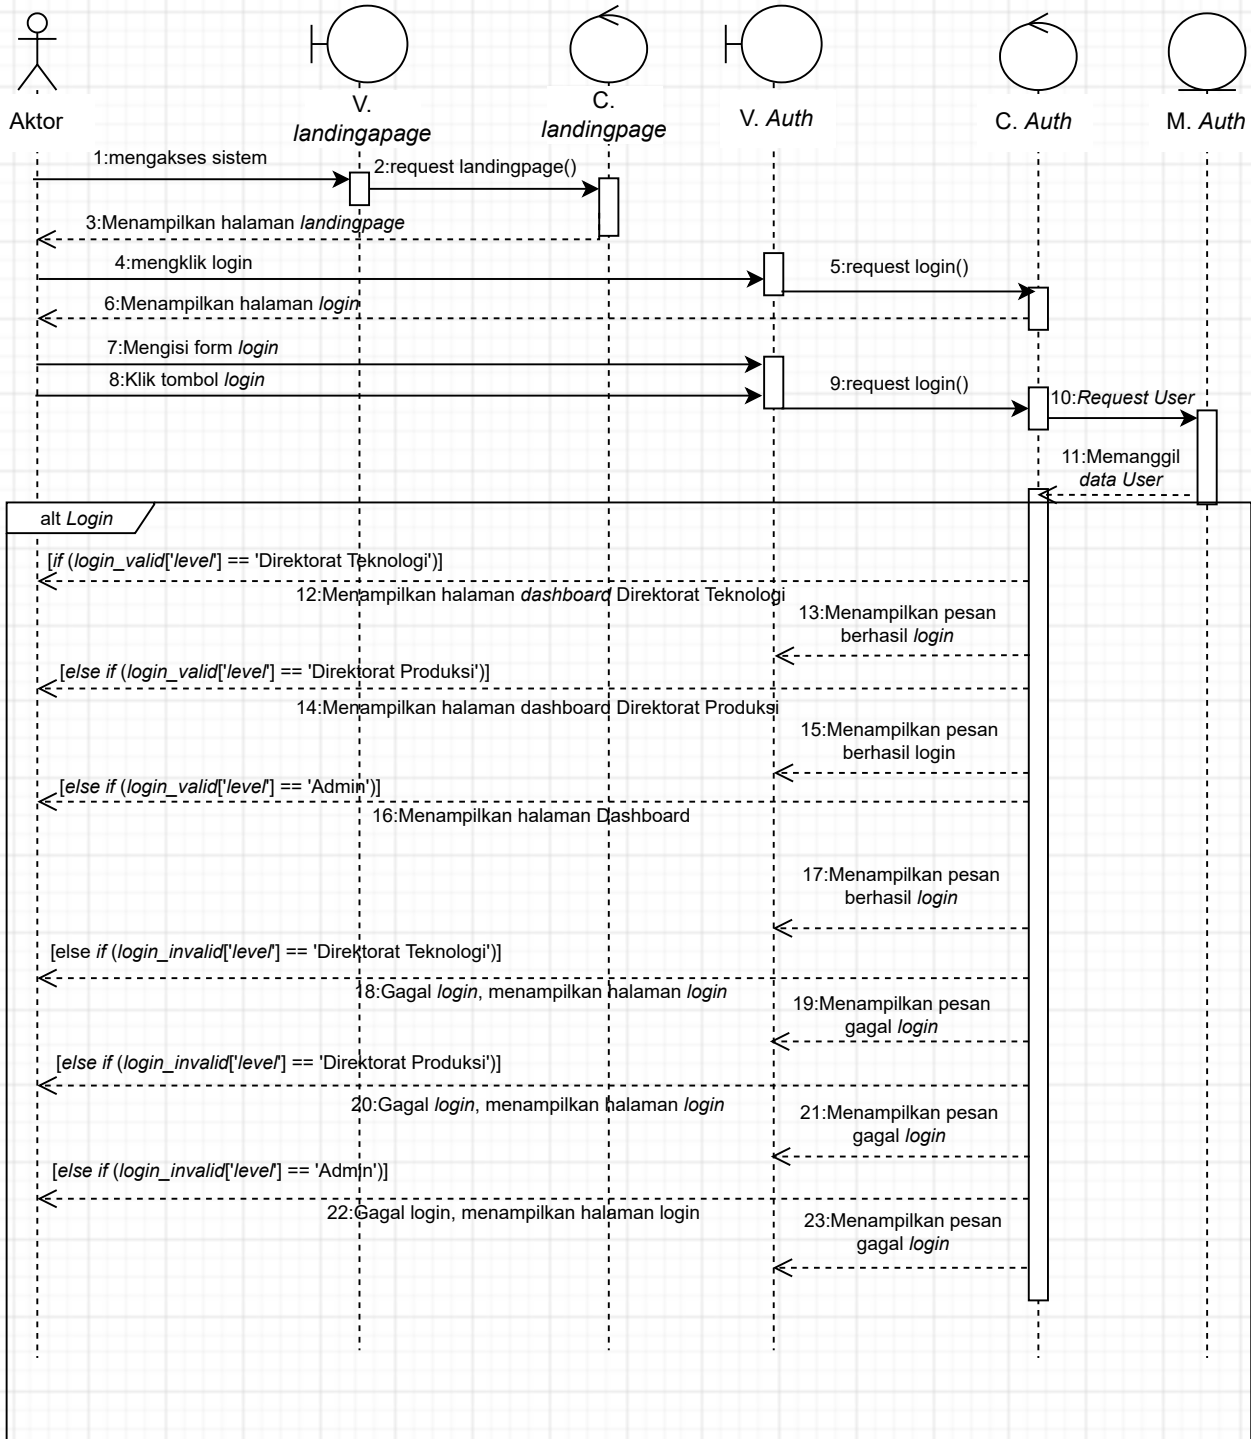 Aktor
V.
landingapage
C.
landingpage
V. Auth
C. Auth
M. Auth
1:mengakses sistem
2:request landingpage()
3:Menampilkan halaman landingpage
4:mengklik login
5:request login()
6:Menampilkan halaman login
7:Mengisi form login
8:Klik tombol login
9:request login()
10:Request User
11:Memanggil
data User
alt Login
[if (login_valid['level'] == 'Direktorat Teknologi')]
12:Menampilkan halaman dashboard Direktorat Teknologi
13:Menampilkan pesan
berhasil login
[else if (login_valid['level'] == 'Direktorat Produksi')]
14:Menampilkan halaman dashboard Direktorat Produksi
15:Menampilkan pesan
berhasil login
[else if (login_valid['level'] == 'Admin')]
16:Menampilkan halaman Dashboard
17:Menampilkan pesan
berhasil login
[else if (login_invalid['level'] == 'Direktorat Teknologi')]
18:Gagal login, menampilkan halaman login
19:Menampilkan pesan
gagal login
[else if (login_invalid['level'] == 'Direktorat Produksi')]
20:Gagal login, menampilkan halaman login
21:Menampilkan pesan
gagal login
[else if (login_invalid['level'] == 'Admin')]
22:Gagal login, menampilkan halaman login
23:Menampilkan pesan
gagal login